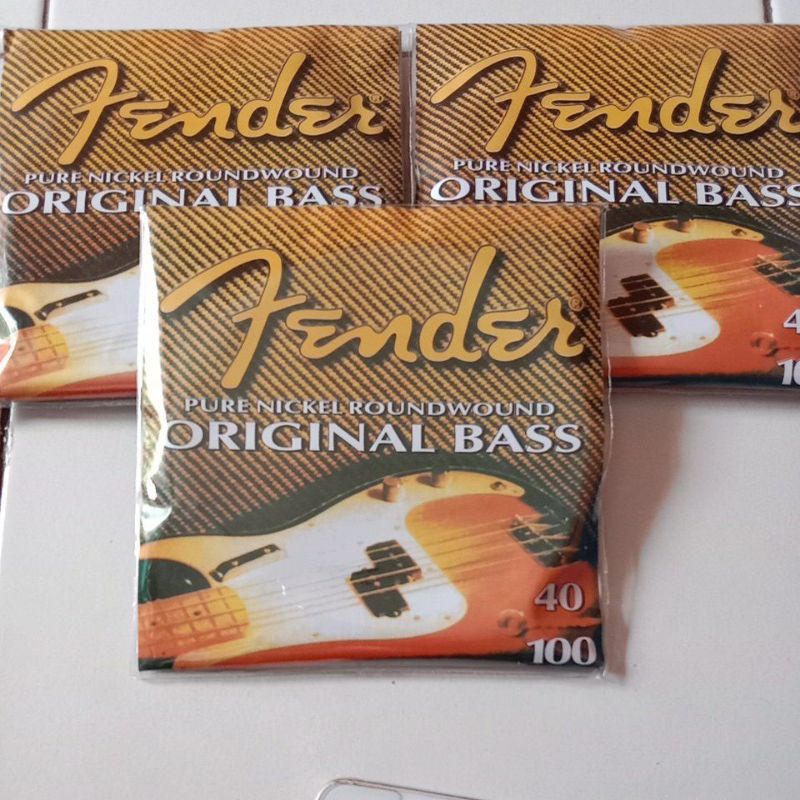 Fender®
PURE NICKEL ROUNDWOUND
ORIGINAL BASS
Fender®
PURE NICKEL ROUNDWOUND
ORIGINAL BASS
Fender®
PURE NICKEL ROUNDWOUND
ORIGINAL BASS
40
100